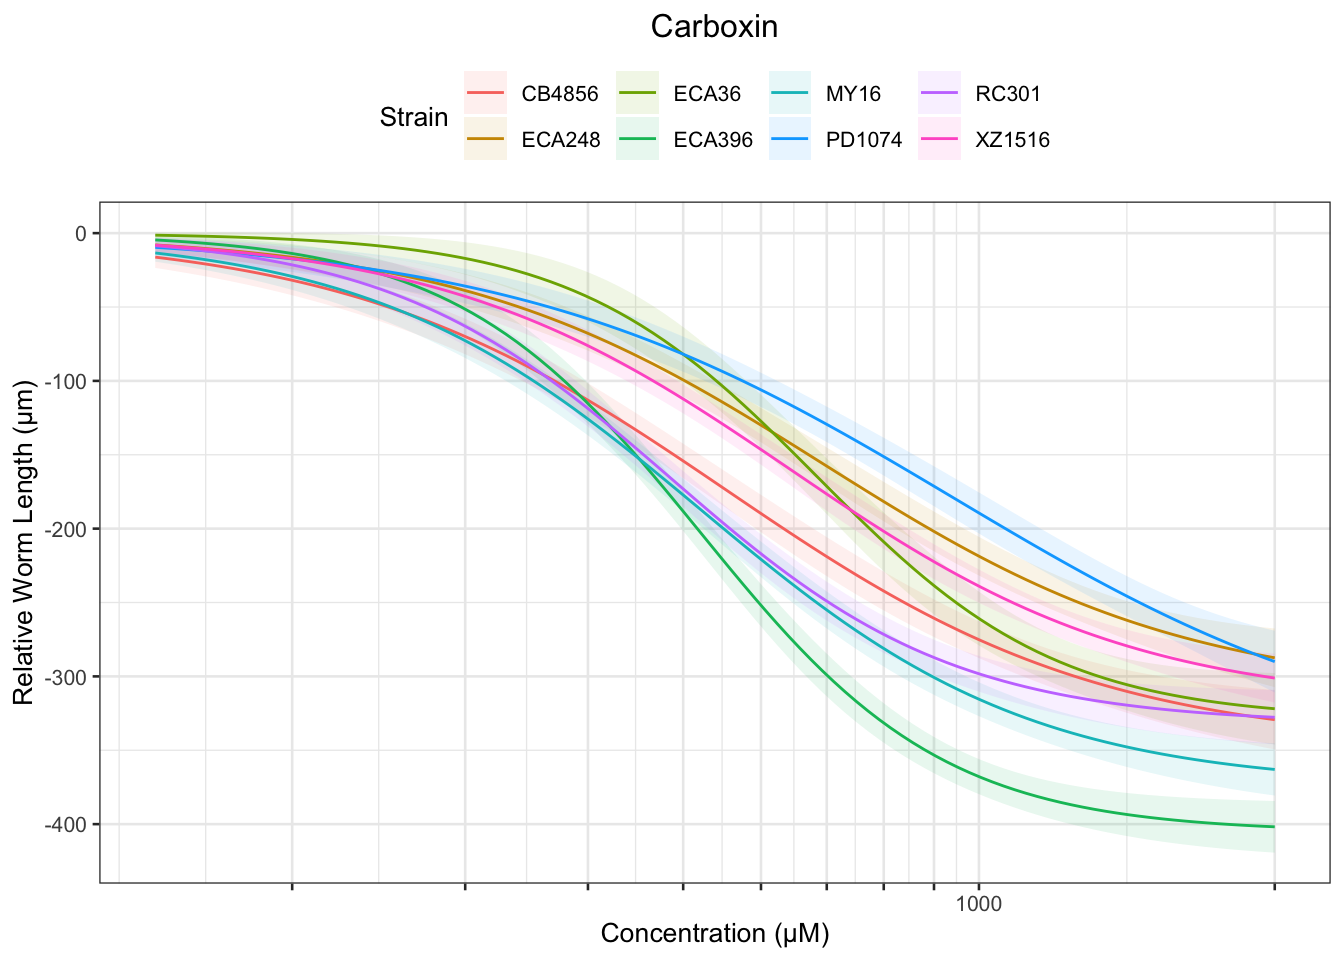 Carboxin
Strain
CB4856 ECA36 MY16 RC301
ECA248 ECA396 PD1074 XZ1516
Relative Worm Length (µm)
0
-100
-200
-300
-400
1000
Concentration (µM)